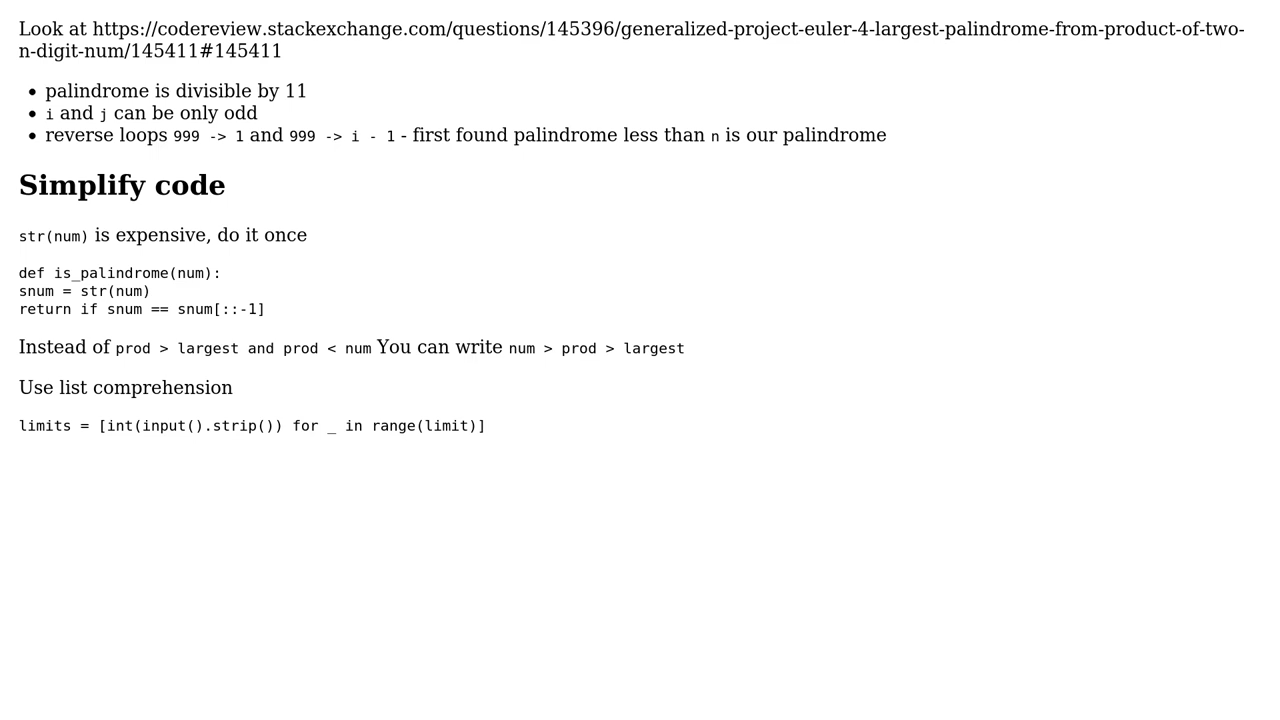 Look at https://codereview.stackexchange.com/questions/145396/generalized-project-euler-4-largest-palindrome-from-product-of-two-
n-digit-num/145411#145411
• palindrome is divisible by 11
• i and j can be only odd
• reverse loops 999 -> 1 and 999 -> i - 1 - first found palindrome less than n is our palindrome
Simplify code
str(num) is expensive, do it once
def is_palindrome(num):
snum = str(num)
return if snum == snum[::-1]
Instead of prod > largest and prod < num You can write num > prod > largest
Use list comprehension
limits = [int(input().strip()) for _ in range(limit)]